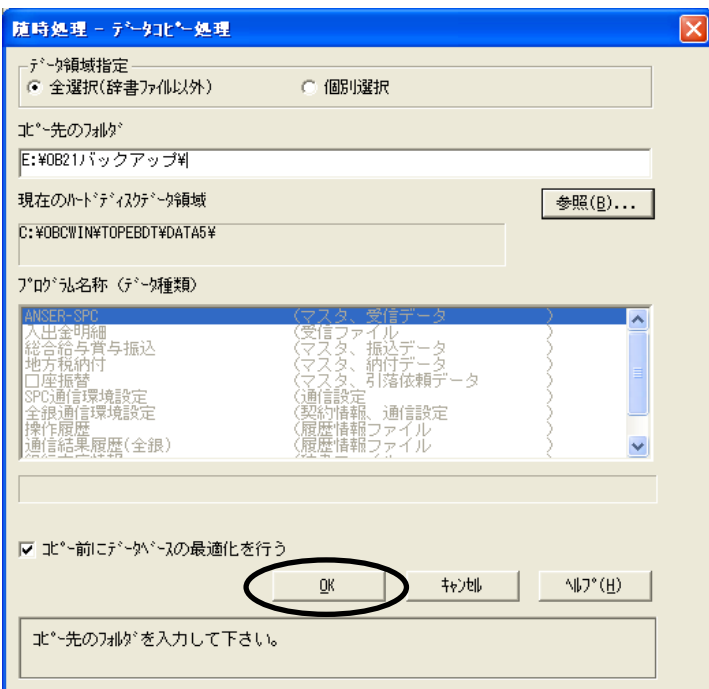 随時処理 - ﾃﾞｰﾀｺﾋﾟｰ処理
ﾃﾞｰﾀ領域指定
全選択(辞書ﾌｧｲﾙ以外)
個別選択
ｺﾋﾟｰ先のﾌｫﾙﾀﾞ
E:¥OB21バックアップ¥
現在のﾊｰﾄﾞﾃﾞｨｽｸﾃﾞｰﾀ領域
参照(B)...
C:¥OBCWIN¥TOPEBDT¥DATA5¥
ﾌﾟﾛｸﾞﾗﾑ名称（ﾃﾞｰﾀ種類）
ANSER-SPC （マスタ、受信データ ）
入出金明細 （受信ファイル ）
総合給与賞与振込 （マスタ、振込データ ）
地方税納付 （マスタ、納付データ ）
口座振替 （マスタ、引落依頼データ ）
SPC通信環境設定 （通信設定 ）
全銀通信環境設定 （契約情報、通信設定 ）
操作履歴 （履歴情報ファイル ）
通信結果履歴(全銀) （履歴情報ファイル ）
ｺﾋﾟｰ前にﾃﾞｰﾀﾍﾞｰｽの最適化を行う
OK
ｷｬﾝｾﾙ
ﾍﾙﾌﾟ(H)
ｺﾋﾟｰ先のﾌｫﾙﾀﾞを入力して下さい。